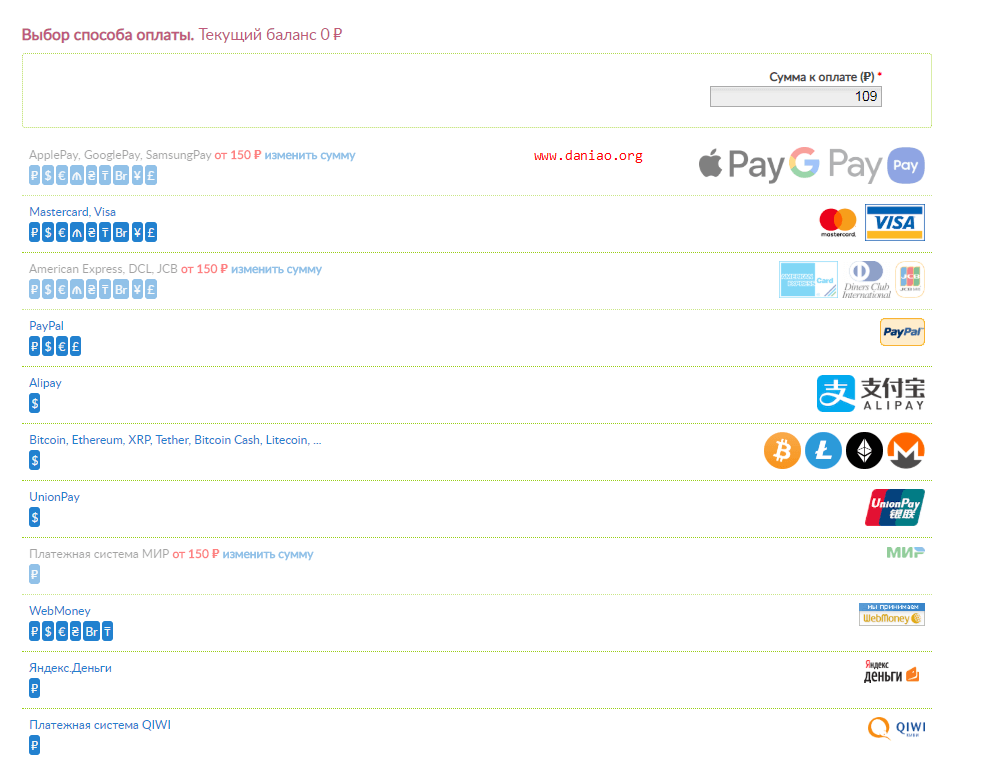 Выбор способа оплаты. Текущий баланс 0 ₽
Сумма к оплате (₽) *
109
ApplePay, GooglePay, SamsungPay от 150 ₽ изменить сумму
www.daniao.org
Pay G Pay Pay
₽ $ € ₼ ₴ ₸ Br ¥ £
Mastercard, Visa
mastercard. VISA
₽ $ € ₼ ₴ ₸ Br ¥ £
American Express, DCL, JCB от 150 ₽ изменить сумму
AMERICAN EXPRESS Card Diners Club International JCB
₽ $ € ₼ ₴ ₸ Br ¥ £
PayPal
PayPal
₽ $ € £
Alipay
支 支付宝
ALIPAY
$
Bitcoin, Ethereum, XRP, Tether, Bitcoin Cash, Litecoin, ...
$
UnionPay
UnionPay
银联
$
Платежная система МИР от 150 ₽ изменить сумму
МИР
₽
WebMoney
мы принимаем
WebMoney
₽ $ € ₴ Br ₸
Яндекс.Деньги
Яндекс
деньги
₽
Платежная система QIWI
QIWI
₽